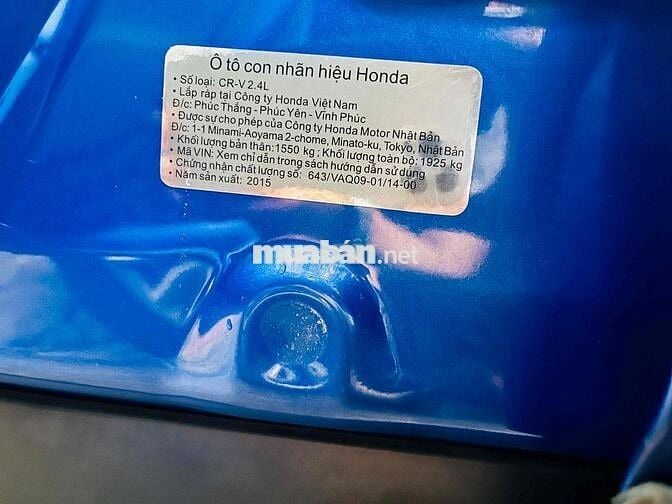 Ô tô con nhãn hiệu Honda
• Số loại: CR-V 2.4L
• Lắp ráp tại Công ty Honda Việt Nam
Đ/c: Phúc Thắng - Phúc Yên - Vĩnh Phúc
• Được sự cho phép của Công ty Honda Motor Nhật Bản
Đ/c: 1-1 Minami-Aoyama 2-chome, Minato-ku, Tokyo, Nhật Bản
• Khối lượng bản thân: 1550 kg ; Khối lượng toàn bộ: 1925 kg
• Mã VIN: Xem chỉ dẫn trong sách hướng dẫn sử dụng
• Chứng nhận chất lượng số: 643/VAQ09-01/14-00
• Năm sản xuất: 2015
muabán.net